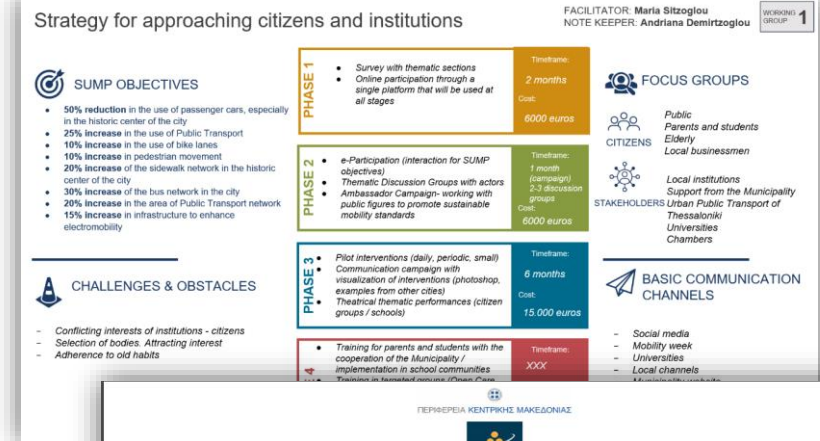 Strategy for approaching citizens and institutions
FACILITATOR: Maria Sitzoglou
NOTE KEEPER: Andriana Demirtzoglou
WORKING
GROUP 1
SUMP OBJECTIVES
• 50% reduction in the use of passenger cars, especially
in the historic center of the city
• 25% increase in the use of Public Transport
• 10% increase in the use of bike lanes
• 10% increase in pedestrian movement
• 20% increase of the sidewalk network in the historic
center of the city
• 30% increase of the bus network in the city
• 20% increase in the area of Public Transport network
• 15% increase in infrastructure to enhance
electromobility
CHALLENGES & OBSTACLES
- Conflicting interests of institutions - citizens
- Selection of bodies. Attracting interest
- Adherence to old habits
PHASE 1
• Survey with thematic sections
• Online participation through a
single platform that will be used at
all stages
Timeframe:
2 months
Cost:
6000 euros
PHASE 2
• e-Participation (interaction for SUMP
objectives)
• Thematic Discussion Groups with actors
• Ambassador Campaign- working with
public figures to promote sustainable
mobility standards
Timeframe:
1 month
(campaign)
2-3 discussion
groups
Cost:
6000 euros
PHASE 3
• Pilot interventions (daily, periodic, small)
• Communication campaign with
visualization of interventions (photoshop,
examples from other cities)
• Theatrical thematic performances (citizen
groups / schools)
Timeframe:
6 months
Cost:
15.000 euros
4
• Training for parents and students with the
cooperation of the Municipality /
implementation in school communities
• Training in targeted groups (Open Care
Timeframe:
XXX
FOCUS GROUPS
CITIZENS
Public
Parents and students
Elderly
Local businessmen
STAKEHOLDERS
Local institutions
Support from the Municipality
Urban Public Transport of
Thessaloniki
Universities
Chambers
BASIC COMMUNICATION
CHANNELS
- Social media
- Mobility week
- Universities
- Local channels
- Municipality website
ΠΕΡΙΦΕΡΕΙΑ ΚΕΝΤΡΙΚΗΣ ΜΑΚΕΔΟΝΙΑΣ